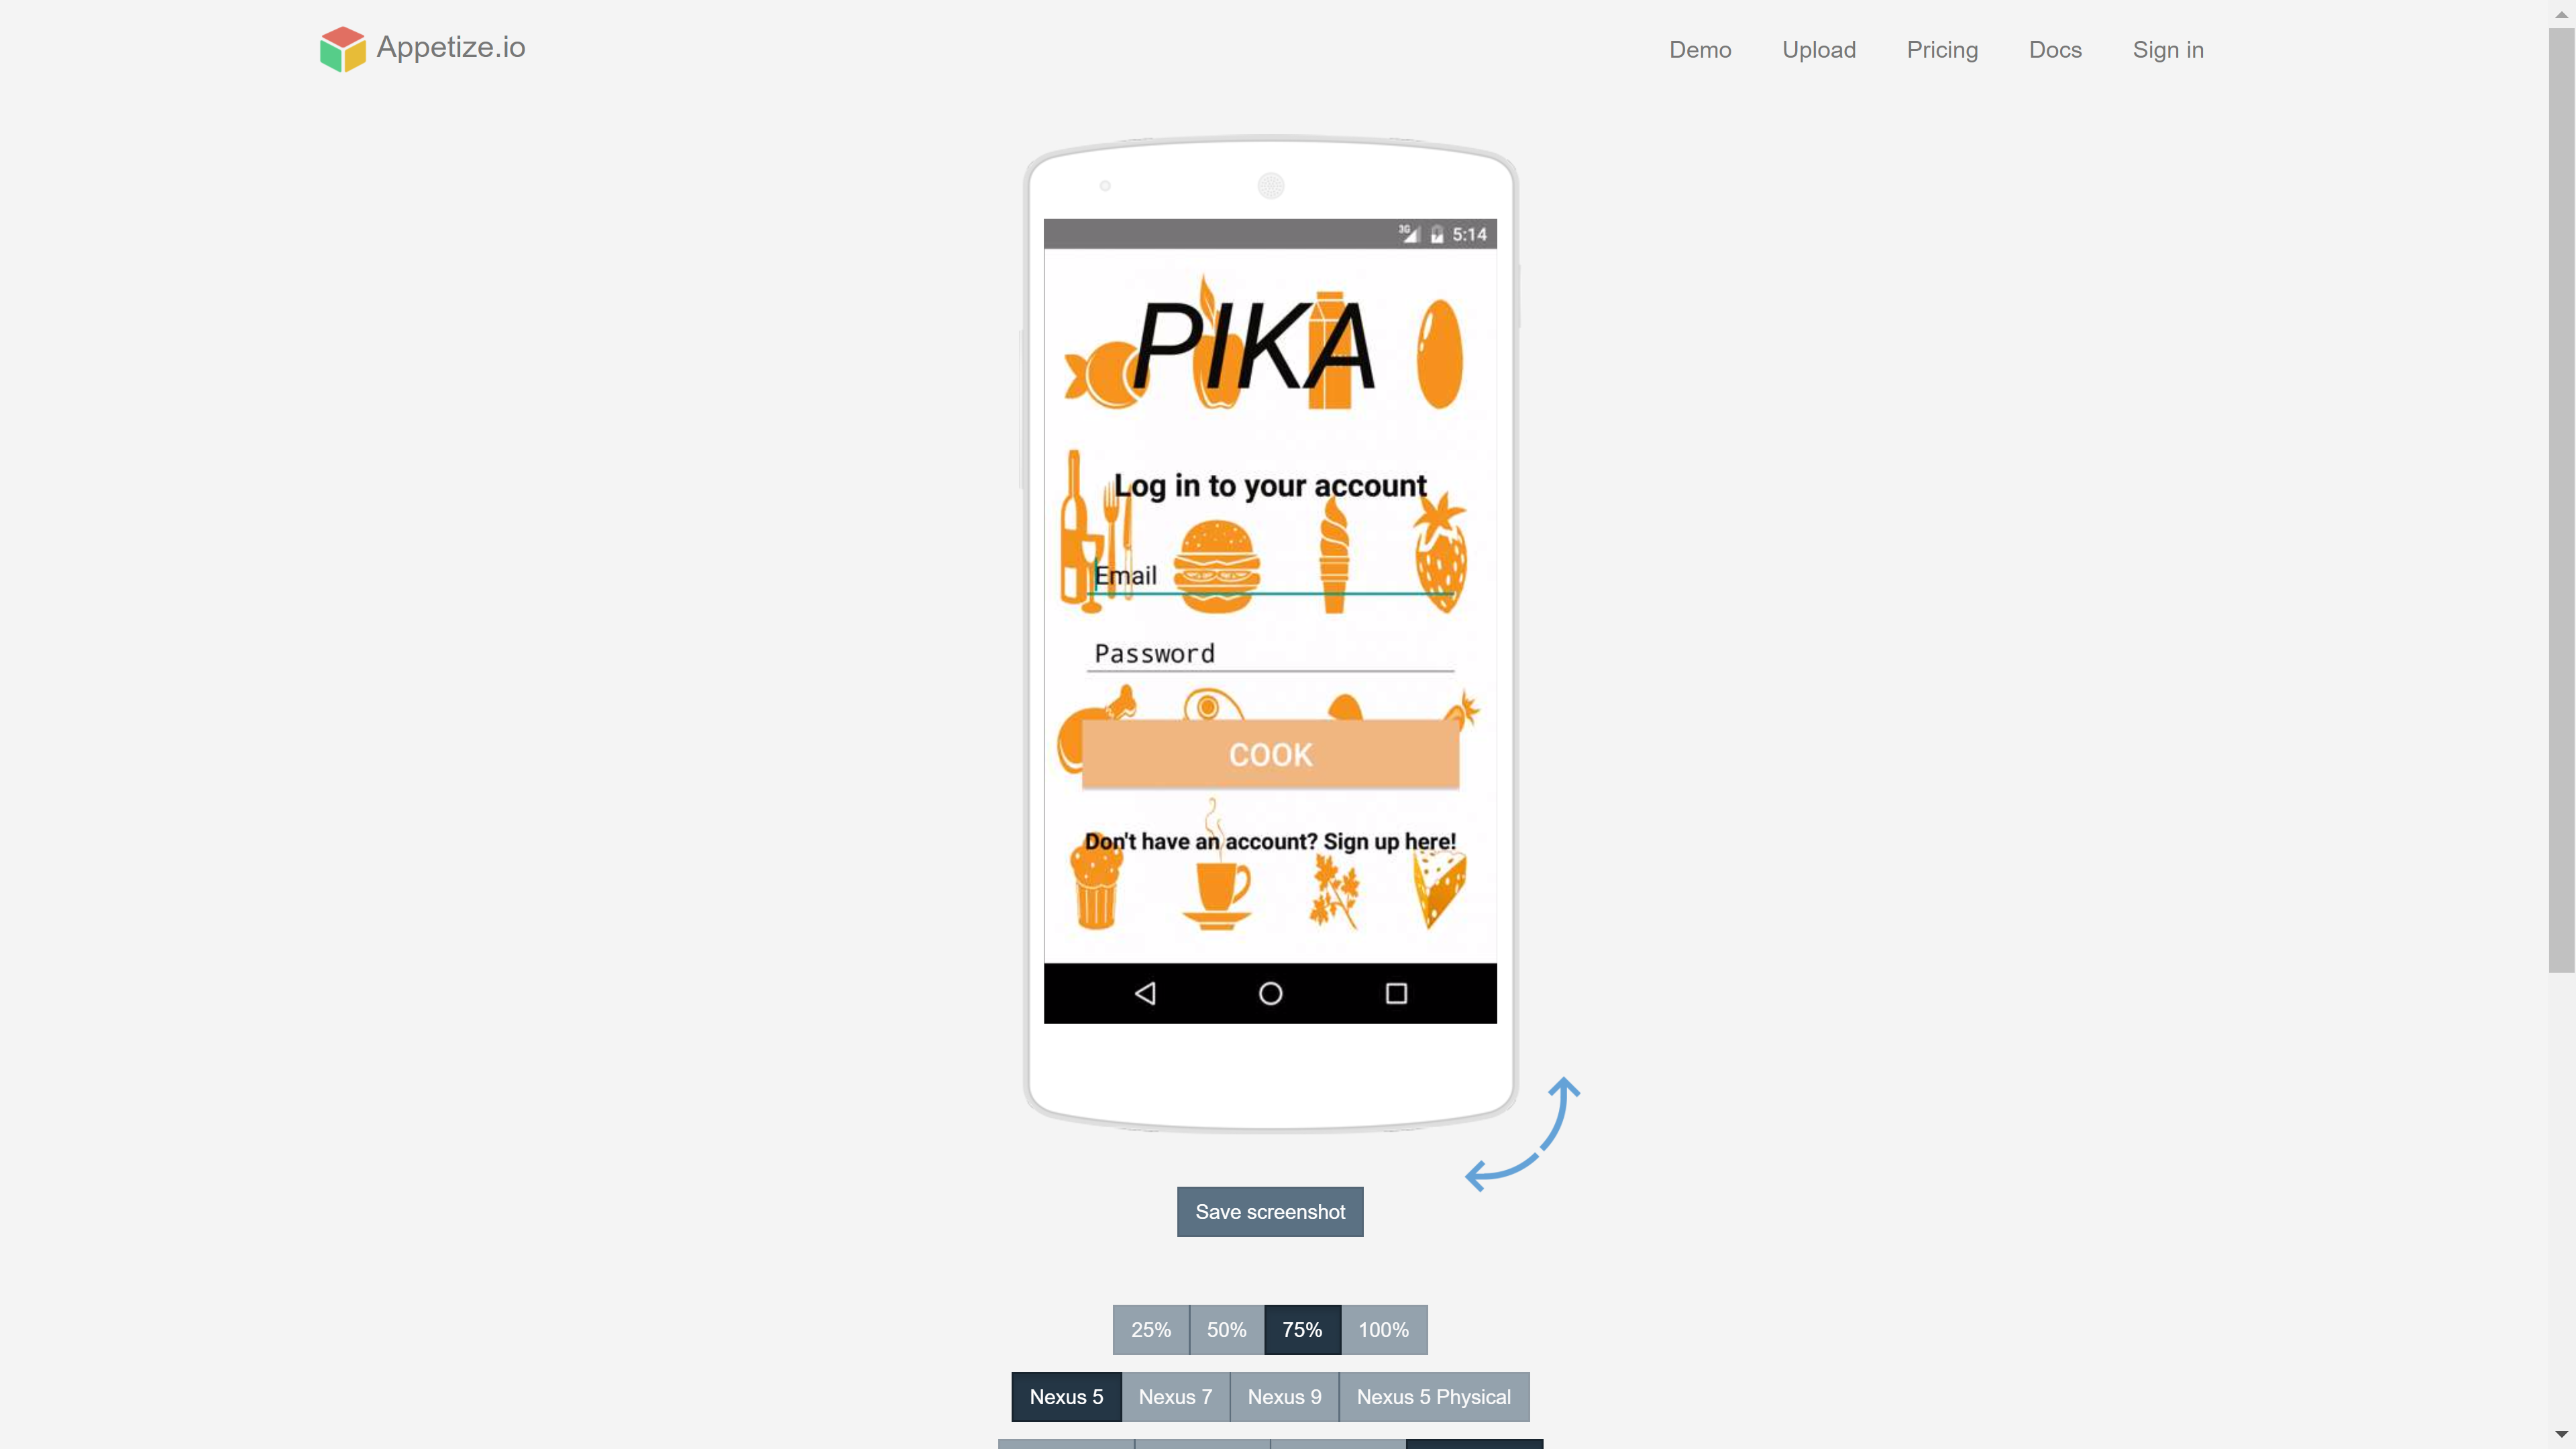 Appetize.io
Demo Upload Pricing Docs Sign in
3G 5:14
PIKA
Log in to your account
Email
Password
COOK
Don't have an account? Sign up here!
Save screenshot
25% 50% 75% 100%
Nexus 5 Nexus 7 Nexus 9 Nexus 5 Physical